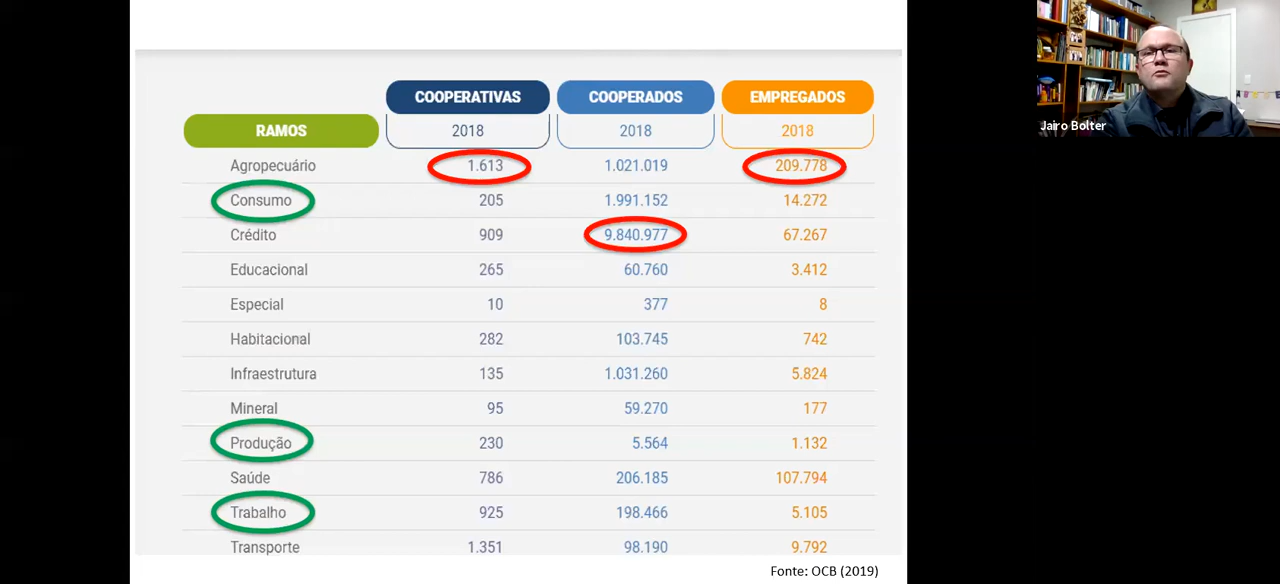 COOPERATIVAS COOPERADOS EMPREGADOS
RAMOS 2018 2018 2018
Agropecuário 1.613 1.021.019 209.778
Consumo 205 1.991.152 14.272
Crédito 909 9.840.977 67.267
Educacional 265 60.760 3.412
Especial 10 377 8
Habitacional 282 103.745 742
Infraestrutura 135 1.031.260 5.824
Mineral 95 59.270 177
Produção 230 5.564 1.132
Saúde 786 206.185 107.794
Trabalho 925 198.466 5.105
Transporte 1.351 98.190 9.792
Fonte: OCB (2019)
Jairo Bolter